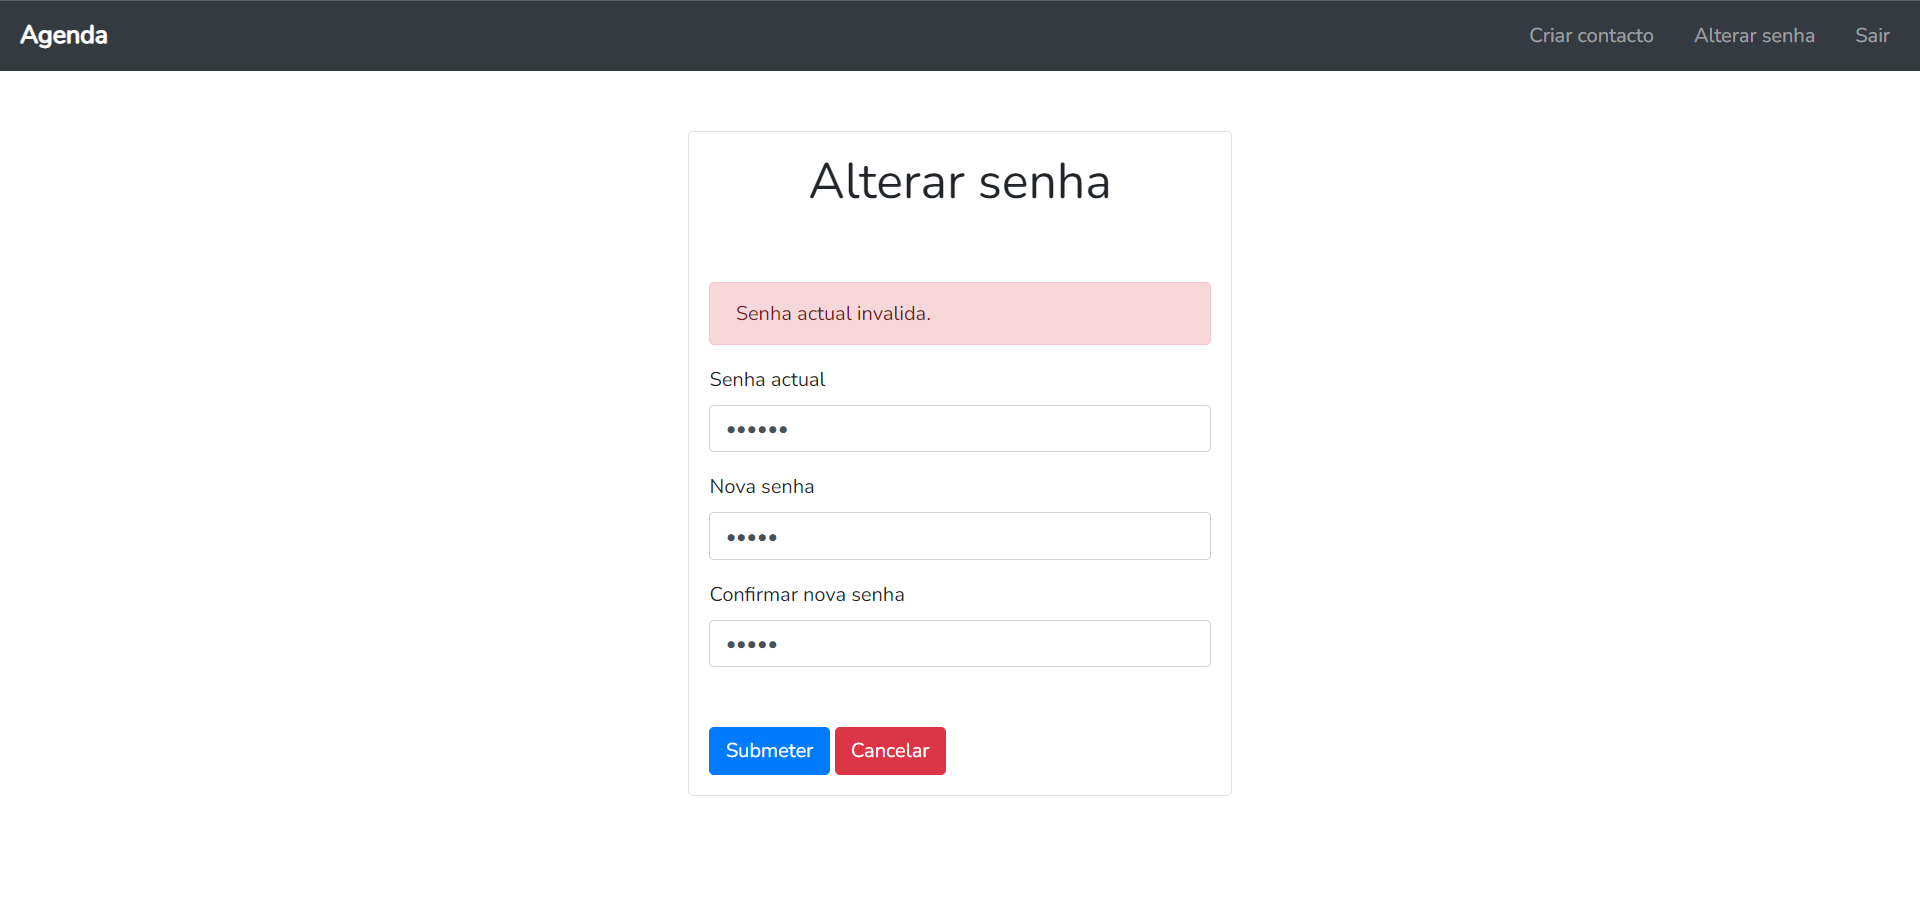 Agenda
Criar contacto
Alterar senha
Sair
Alterar senha
Senha actual invalida.
Senha actual
••••••
Nova senha
•••••
Confirmar nova senha
•••••
Submeter
Cancelar